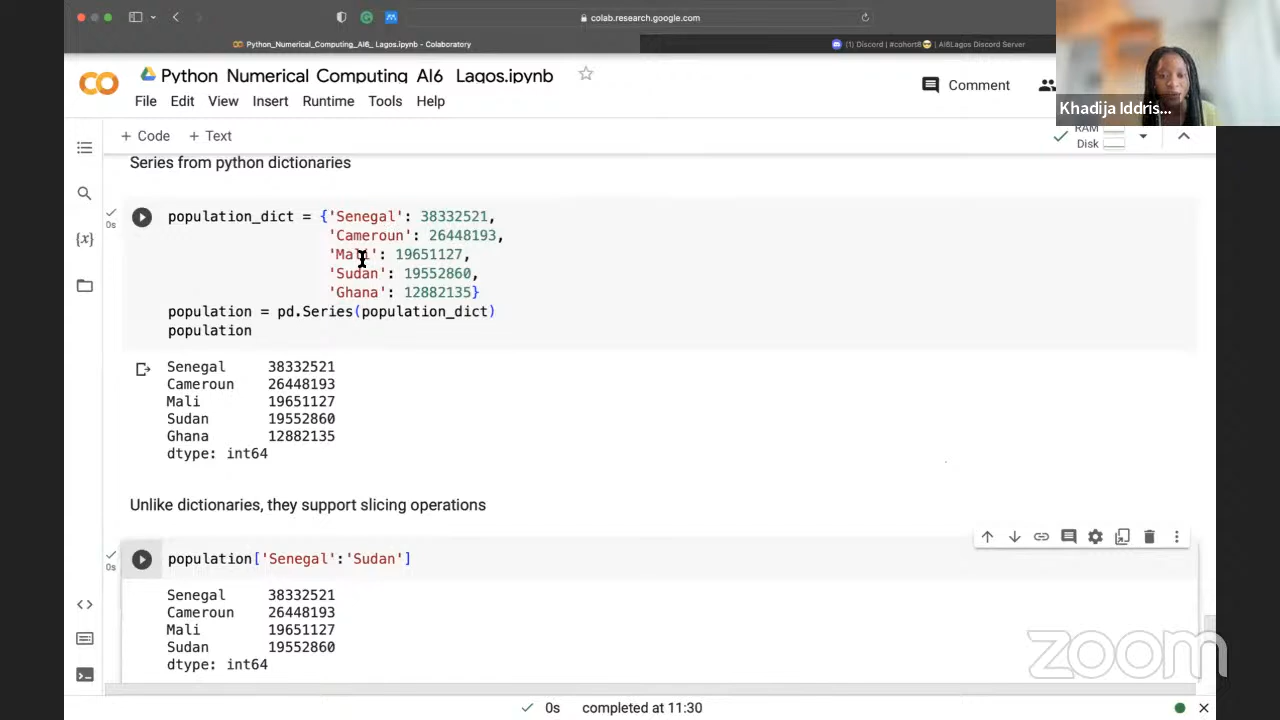 colab.research.google.com
Python_Numerical_Computing_AI6_ Lagos.ipynb - Colaboratory
(1) Discord | #cohort8😎 | AI6Lagos Discord Server
Python_Numerical_Computing_AI6_ Lagos.ipynb
Comment
Khadija Iddris...
File Edit View Insert Runtime Tools Help
+ Code + Text
RAM
Disk
Series from python dictionaries
0s
population_dict = {'Senegal': 38332521,
'Cameroun': 26448193,
'Mali': 19651127,
'Sudan': 19552860,
'Ghana': 12882135}
population = pd.Series(population_dict)
population
Senegal 38332521
Cameroun 26448193
Mali 19651127
Sudan 19552860
Ghana 12882135
dtype: int64
Unlike dictionaries, they support slicing operations
0s
population['Senegal':'Sudan']
Senegal 38332521
Cameroun 26448193
Mali 19651127
Sudan 19552860
dtype: int64
zoom
0s completed at 11:30